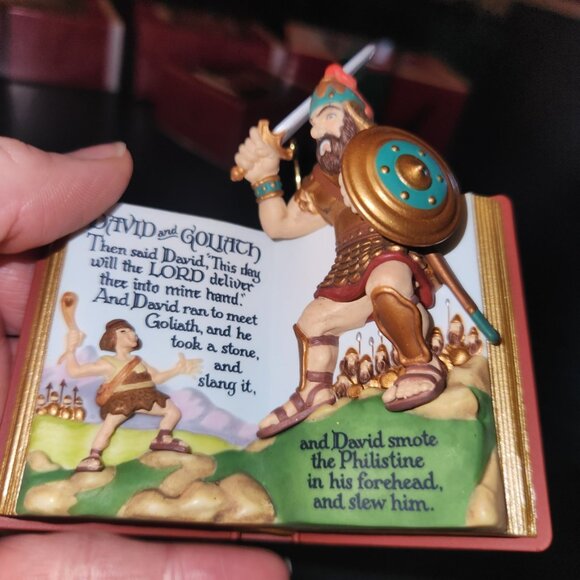 DAVID and GOLIATH
Then said David, "This day
will the LORD deliver
thee into mine hand."
And David ran to meet
Goliath, and he
took a stone,
and
slang it,
and David smote
the Philistine
in his forehead,
and slew him.